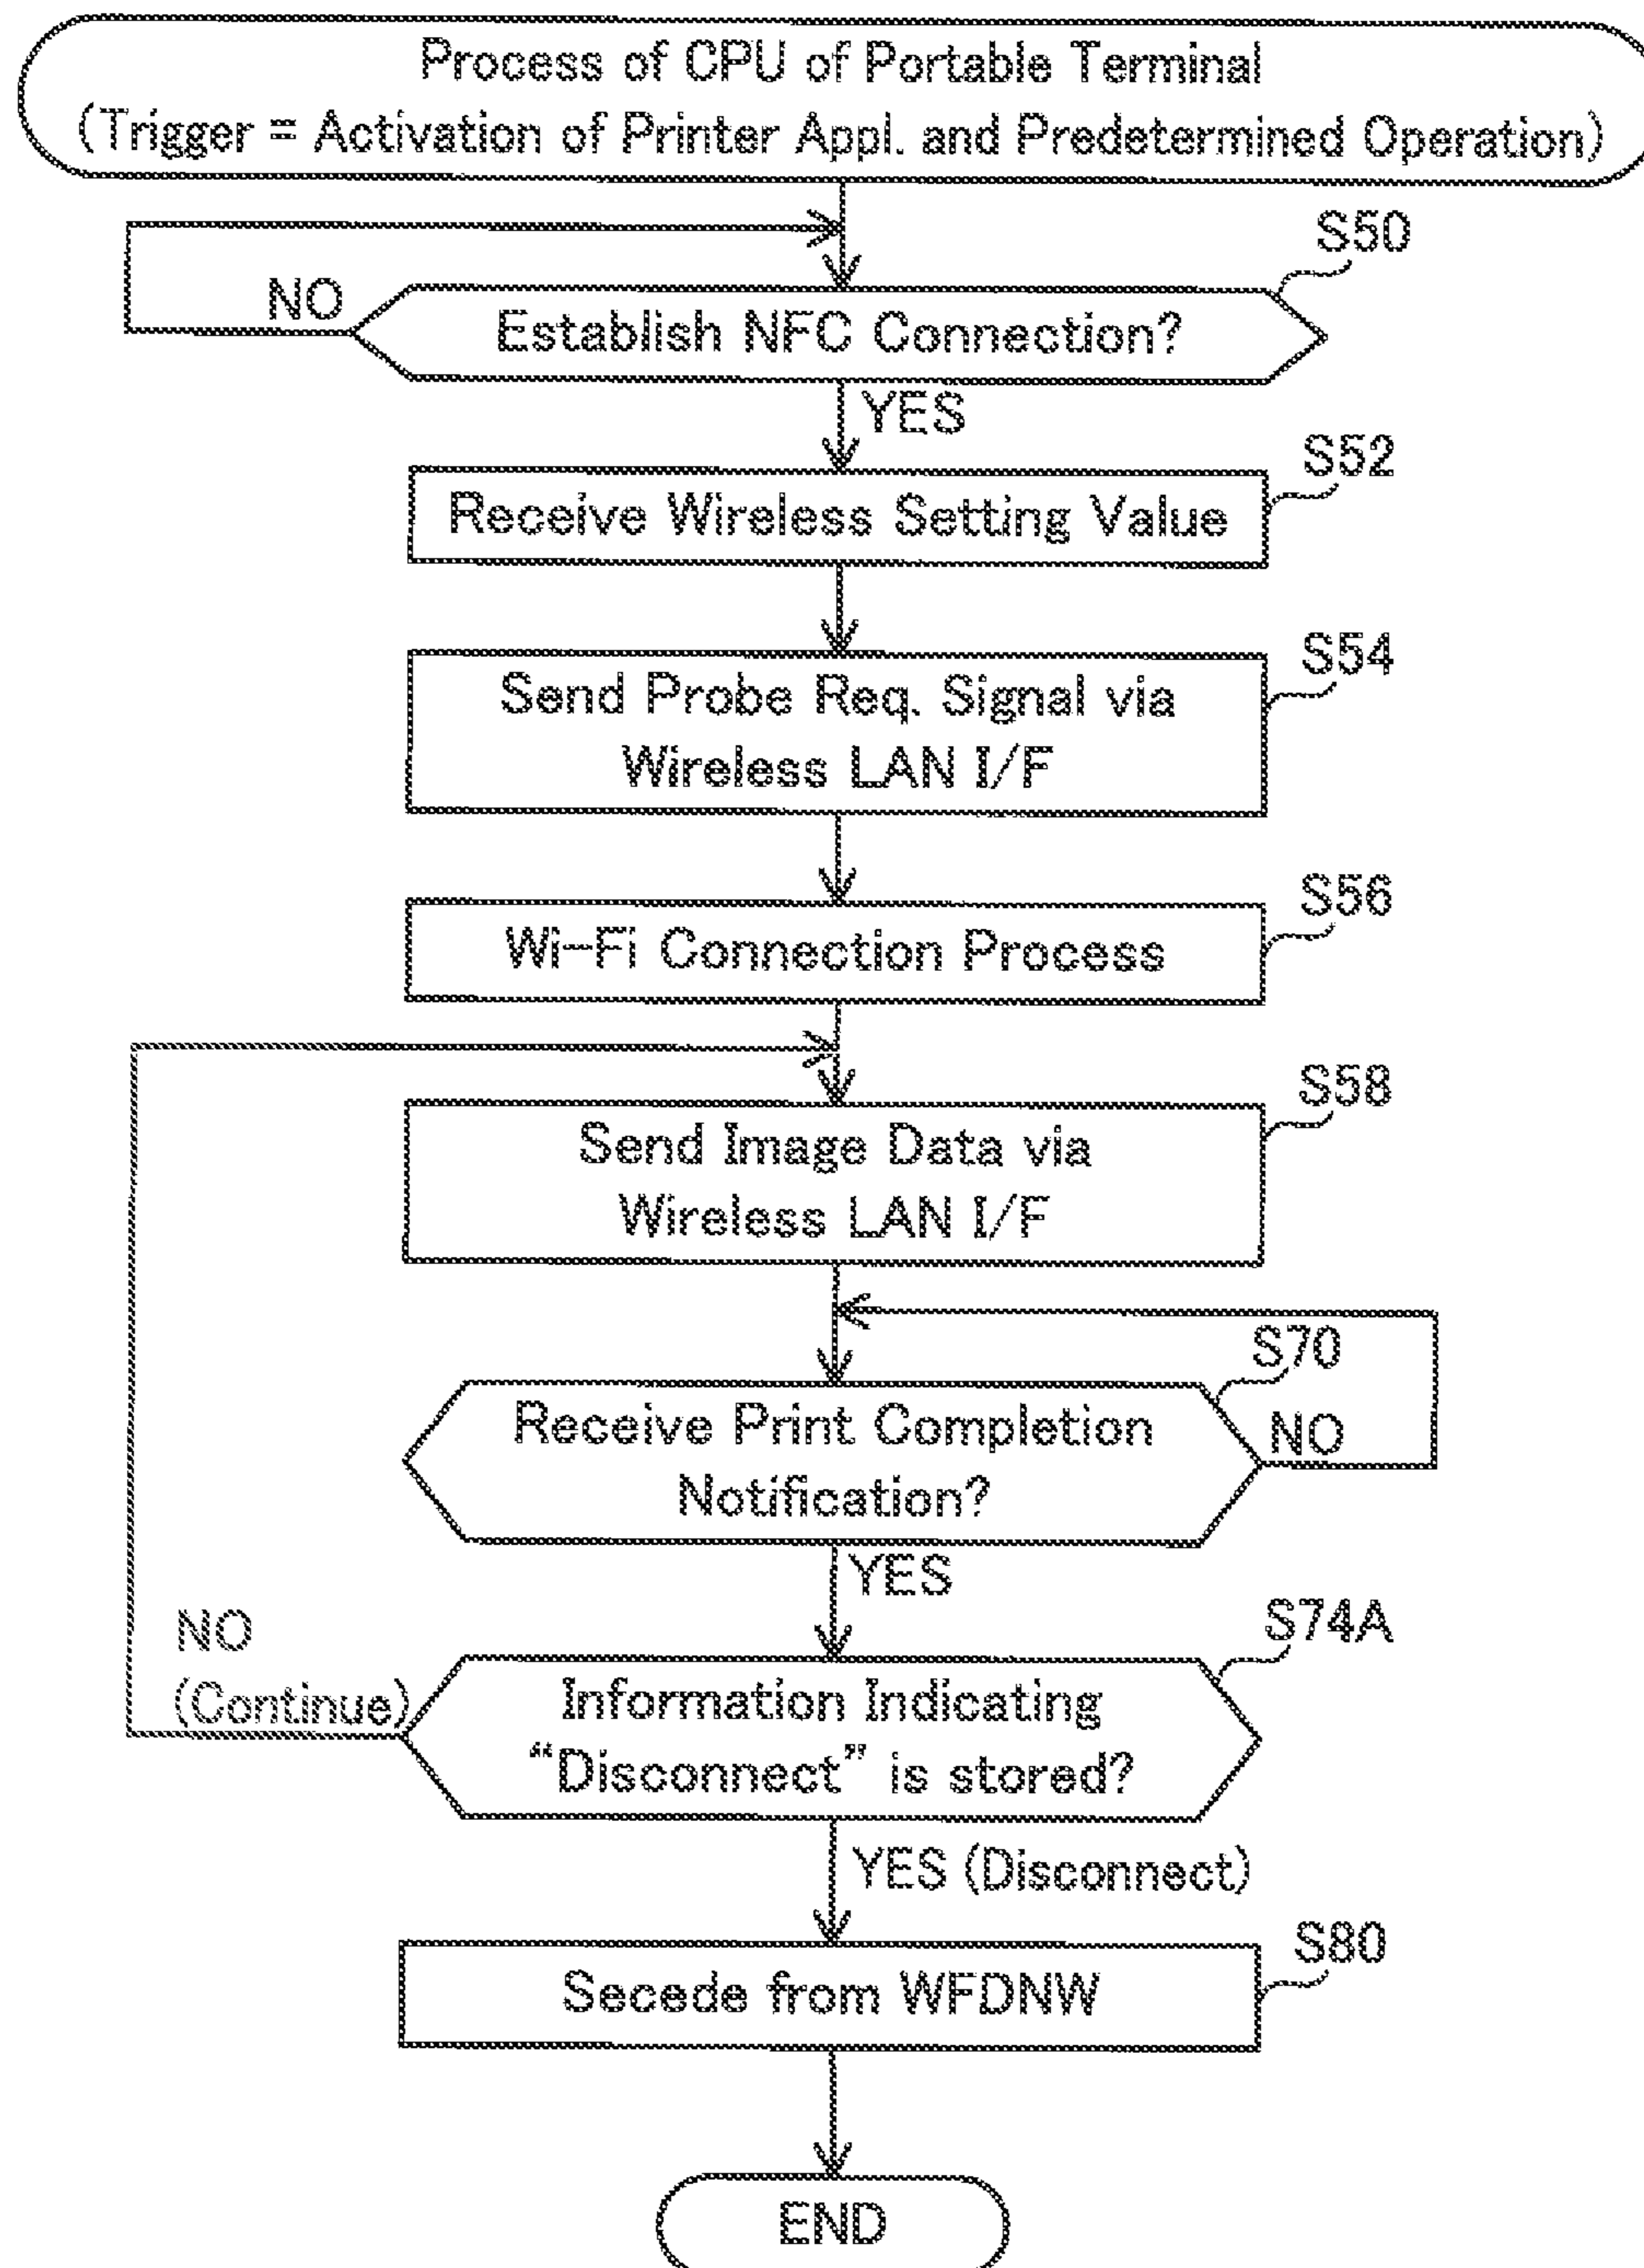 Process of CPU of Portable Terminal
(Trigger = Activation of Printer Appl. and Predetermined Operation)
S50
NO
Establish NFC Connection?
YES
S52
Receive Wireless Setting Value
S54
Send Probe Req. Signal via
Wireless LAN I/F
S56
Wi-Fi Connection Process
S58
Send Image Data via
Wireless LAN I/F
S70
Receive Print Completion
NO
Notification?
YES
S74A
NO
(Continue)
Information Indicating
“Disconnect” is stored?
YES (Disconnect)
S80
Secede from WFDNW
END